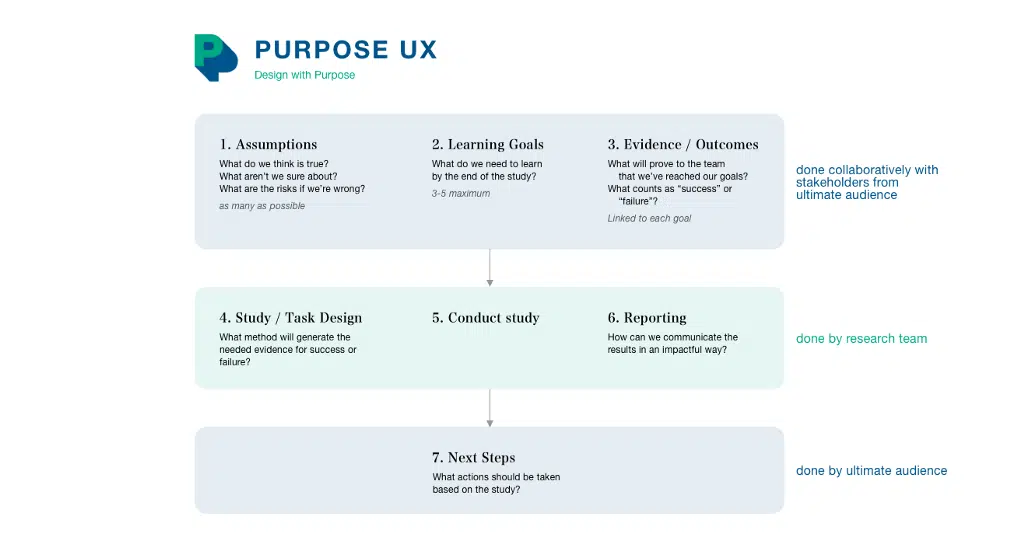 PURPOSE UX
Design with Purpose
1. Assumptions
What do we think is true?
What aren't we sure about?
What are the risks if we're wrong?
as many as possible
2. Learning Goals
What do we need to learn
by the end of the study?
3-5 maximum
3. Evidence / Outcomes
What will prove to the team
that we've reached our goals?
What counts as “success” or
“failure”?
Linked to each goal
done collaboratively with
stakeholders from
ultimate audience
4. Study / Task Design
What method will generate the
needed evidence for success or
failure?
5. Conduct study
6. Reporting
How can we communicate the
results in an impactful way?
done by research team
7. Next Steps
What actions should be taken
based on the study?
done by ultimate audience